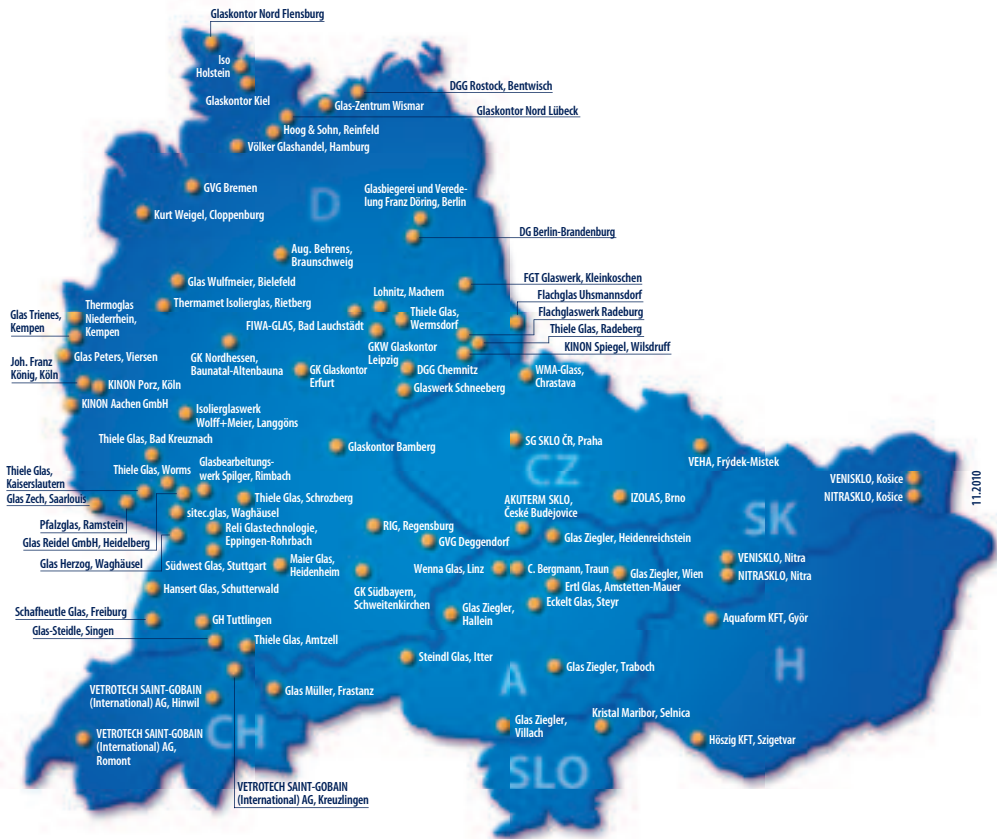 Glaskontor Nord Flensburg
Iso
Holstein
Glaskontor Kiel
DGG Rostock, Bentwisch
Glas-Zentrum Wismar
Glaskontor Nord Lübeck
Hoog & Sohn, Reinfeld
Völker Glashandel, Hamburg
GVG Bremen
D
Glasbiegerei und Verede-
lung Franz Döring, Berlin
Kurt Weigel, Cloppenburg
DG Berlin-Brandenburg
Aug. Behrens,
Braunschweig
Glas Wulfmeier, Bielefeld
FGT Glaswerk, Kleinkoschen
Thermamet Isolierglas, Rietberg
Lohnitz, Machern
Flachglas Uhsmannsdorf
Glas Trienes,
Kempen
Thermoglas
Niederrhein,
Kempen
FIWA-GLAS, Bad Lauchstädt
Thiele Glas,
Wermsdorf
Flachglaswerk Radeburg
Thiele Glas, Radeberg
GKW Glaskontor
Leipzig
KINON Spiegel, Wilsdruff
Glas Peters, Viersen
GK Nordhessen,
Baunatal-Altenbauna
GK Glaskontor
Erfurt
DGG Chemnitz
WMA-Glass,
Chrastava
Joh. Franz
König, Köln
KINON Porz, Köln
Glaswerk Schneeberg
KINON Aachen GmbH
Isolierglaswerk
Wolff+Meier, Langgöns
Thiele Glas, Bad Kreuznach
Glaskontor Bamberg
SG SKLO ČR, Praha
CZ
VEHA, Frýdek-Mistek
Thiele Glas,
Kaiserslautern
Thiele Glas, Worms
Glasbearbeitungs-
werk Spilger, Rimbach
VENISKLO, Košice
NITRASKLO, Košice
11.2010
Glas Zech, Saarlouis
Thiele Glas, Schrozberg
AKUTERM SKLO,
České Budejovice
IZOLAS, Brno
SK
Pfalzglas, Ramstein
sitec.glas, Waghäusel
Glas Reidel GmbH, Heidelberg
Reli Glastechnologie,
Eppingen-Rohrbach
RIG, Regensburg
GVG Deggendorf
Glas Ziegler, Heidenreichstein
Glas Herzog, Waghäusel
Südwest Glas, Stuttgart
Maier Glas,
Heidenheim
Wenna Glas, Linz
C. Bergmann, Traun
Glas Ziegler, Wien
VENISKLO, Nitra
NITRASKLO, Nitra
Hansert Glas, Schutterwald
GK Südbayern,
Schweitenkirchen
Ertl Glas, Amstetten-Mauer
Eckelt Glas, Steyr
Glas Ziegler,
Hallein
Aquaform KFT, Györ
Schafheutle Glas, Freiburg
GH Tuttlingen
Glas-Steidle, Singen
Thiele Glas, Amtzell
Steindl Glas, Itter
Glas Ziegler, Traboch
H
A
Glas Müller, Frastanz
VETROTECH SAINT-GOBAIN
(International) AG, Hinwil
CH
VETROTECH SAINT-GOBAIN
(International) AG,
Romont
Glas Ziegler,
Villach
Kristal Maribor, Selnica
Höszig KFT, Szigetvar
SLO
VETROTECH SAINT-GOBAIN
(International) AG, Kreuzlingen